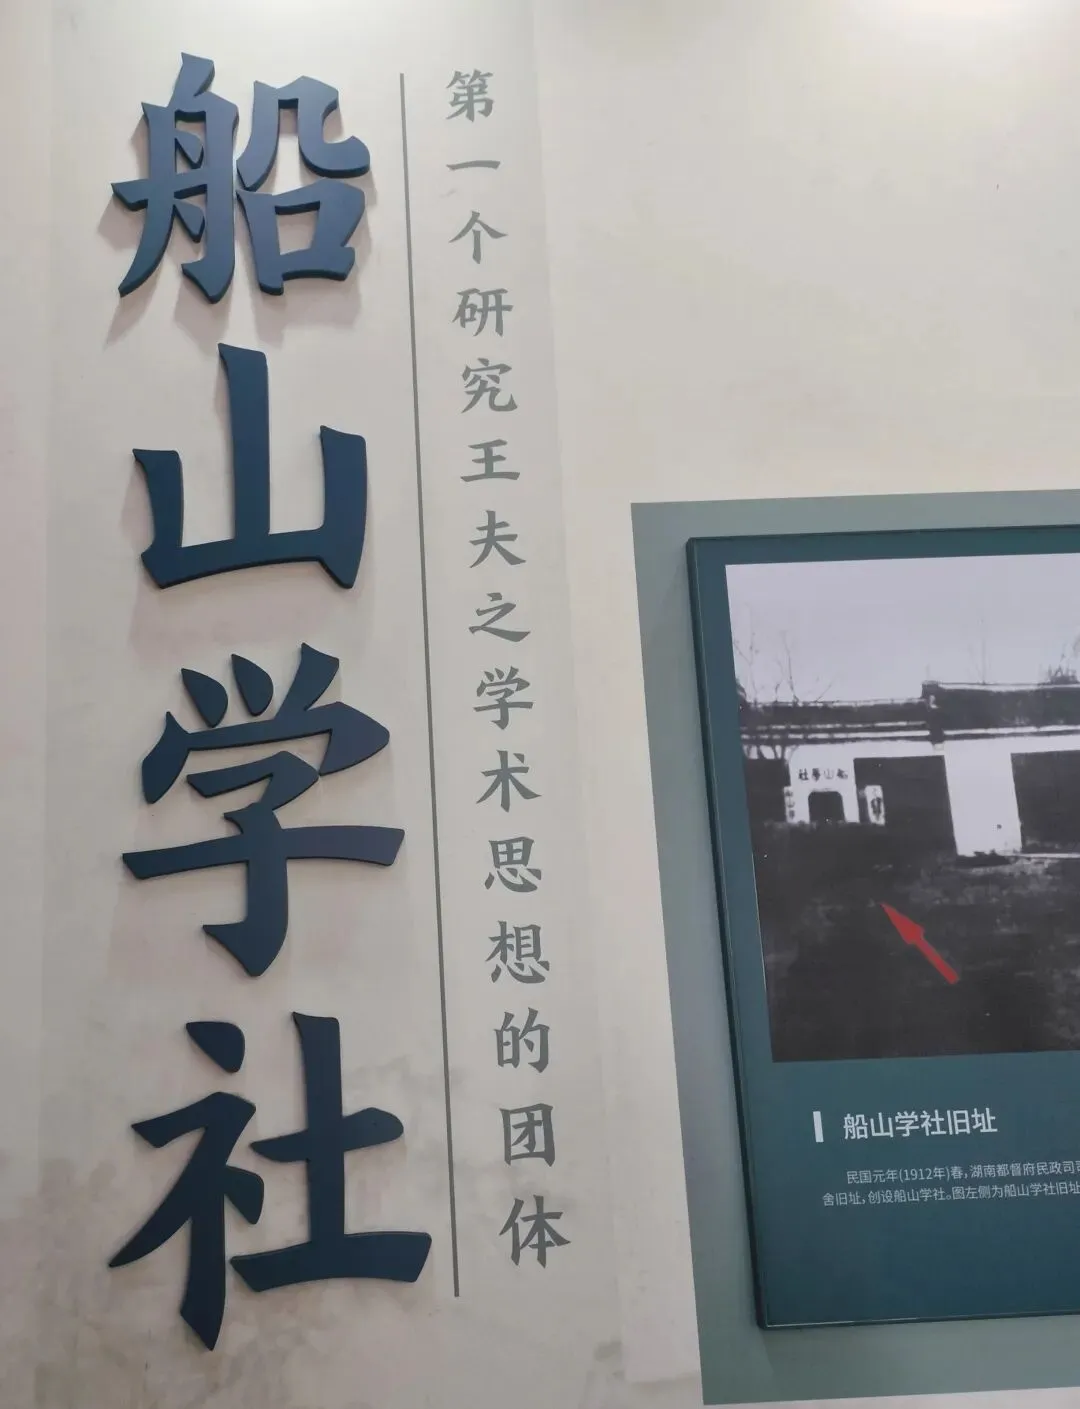 船山学社
第一个研究王夫之学术思想的团体
船山學社
船山学社旧址
民国元年(1912年)春,湖南都督府民政司
舍旧址,创设船山学社。图左侧为船山学社旧址